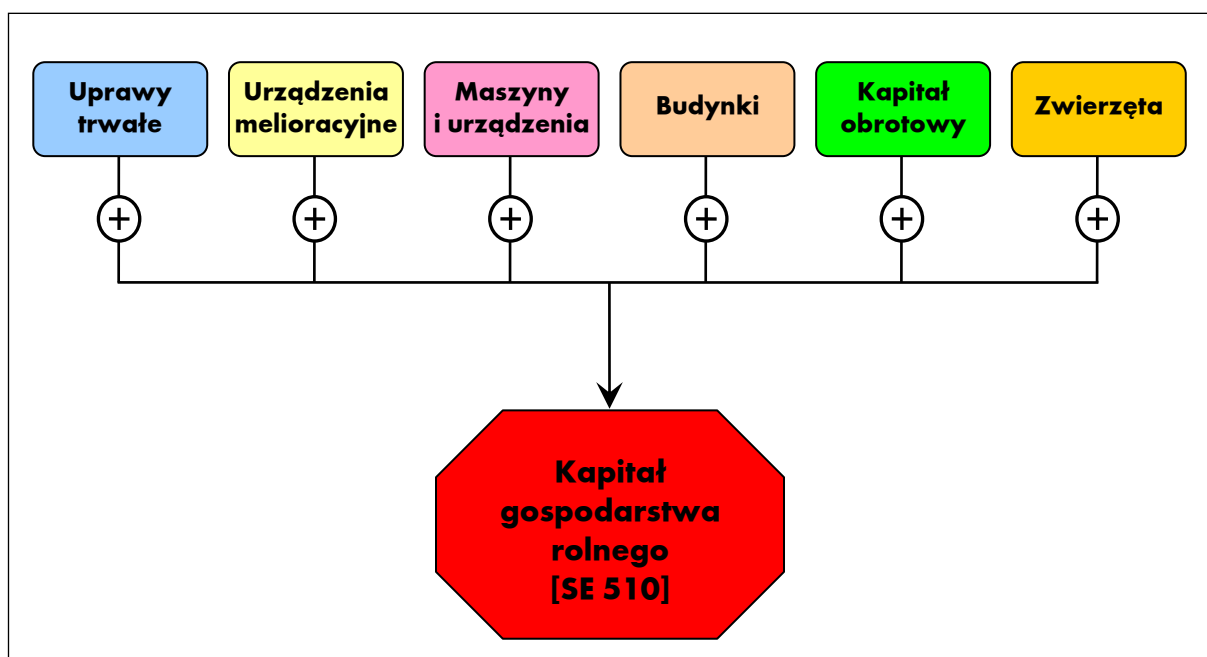 Uprawy
trwałe
Urządzenia
melioracyjne
Maszyny
i urządzenia
Budynki
Kapitał
obrotowy
Zwierzęta
+
+
+
+
+
+
Kapitał
gospodarstwa
rolnego
[SE 510]